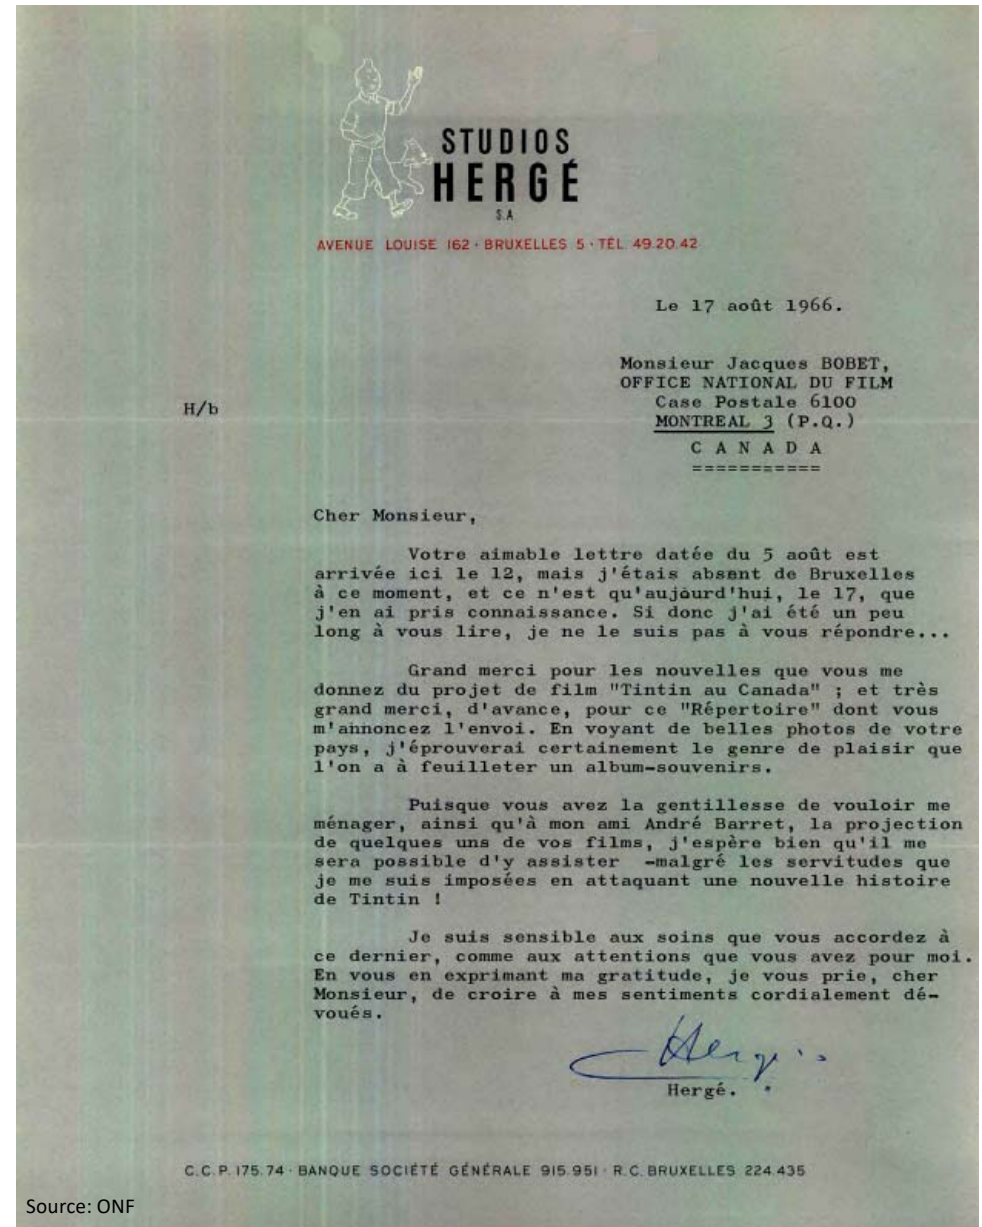 STUDIOS
HERGÉ
S.A
AVENUE LOUISE 162 · BRUXELLES 5 · TÉL. 49.20.42
Le 17 août 1966.
Monsieur Jacques BOBET,
OFFICE NATIONAL DU FILM
Case Postale 6100
H/b
MONTREAL 3 (P.Q.)
C A N A D A
===========
Cher Monsieur,
Votre aimable lettre datée du 5 août est
arrivée ici le 12, mais j'étais absent de Bruxelles
à ce moment, et ce n'est qu'aujourd'hui, le 17, que
j'en ai pris connaissance. Si donc j'ai été un peu
long à vous lire, je ne le suis pas à vous répondre...
Grand merci pour les nouvelles que vous me
donnez du projet de film "Tintin au Canada" ; et très
grand merci, d'avance, pour ce "Répertoire" dont vous
m'annoncez l'envoi. En voyant de belles photos de votre
pays, j'éprouverai certainement le genre de plaisir que
l'on a à feuilleter un album-souvenirs.
Puisque vous avez la gentillesse de vouloir me
ménager, ainsi qu'à mon ami André Barret, la projection
de quelques uns de vos films, j'espère bien qu'il me
sera possible d'y assister -malgré les servitudes que
je me suis imposées en attaquant une nouvelle histoire
de Tintin !
Je suis sensible aux soins que vous accordez à
ce dernier, comme aux attentions que vous avez pour moi.
En vous en exprimant ma gratitude, je vous prie, cher
Monsieur, de croire à mes sentiments cordialement dé-
voués.
Hergé
Hergé.
C.C.P. 175.74 · BANQUE SOCIÉTÉ GÉNÉRALE 915.951 · R.C. BRUXELLES 224.435
Source: ONF